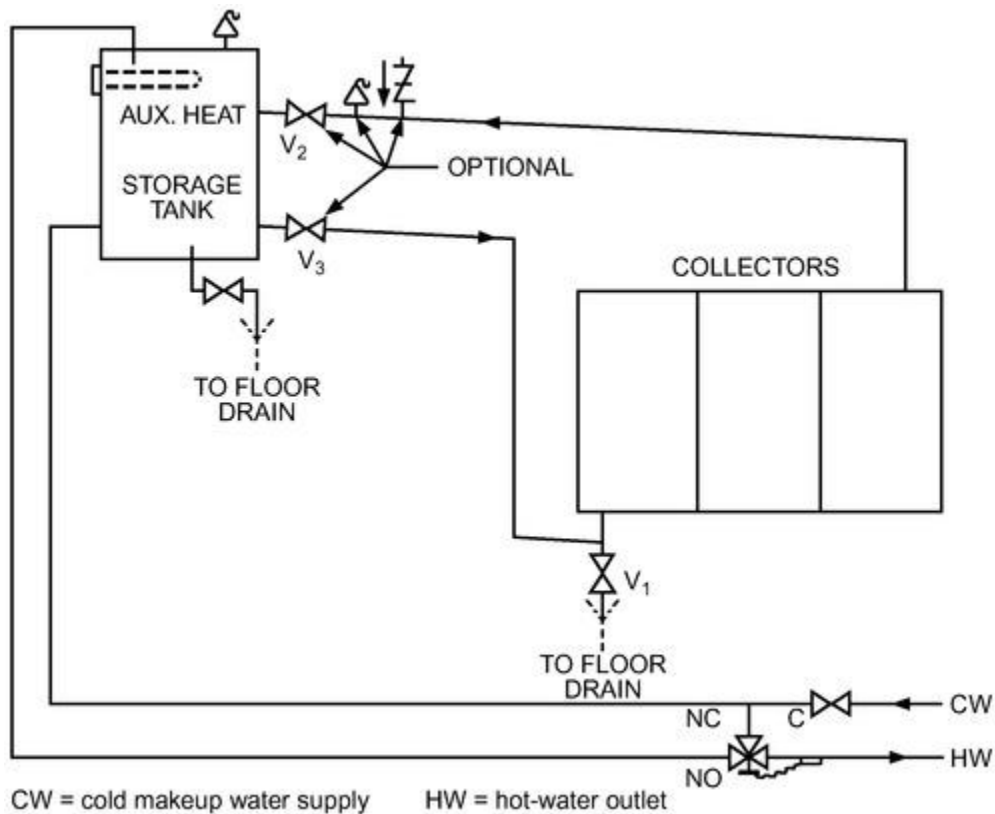 AUX. HEAT
V2
OPTIONAL
STORAGE
TANK
V3
COLLECTORS
TO FLOOR
DRAIN
V1
TO FLOOR
DRAIN
NC
C
CW
NO
HW
CW = cold makeup water supply
HW = hot-water outlet